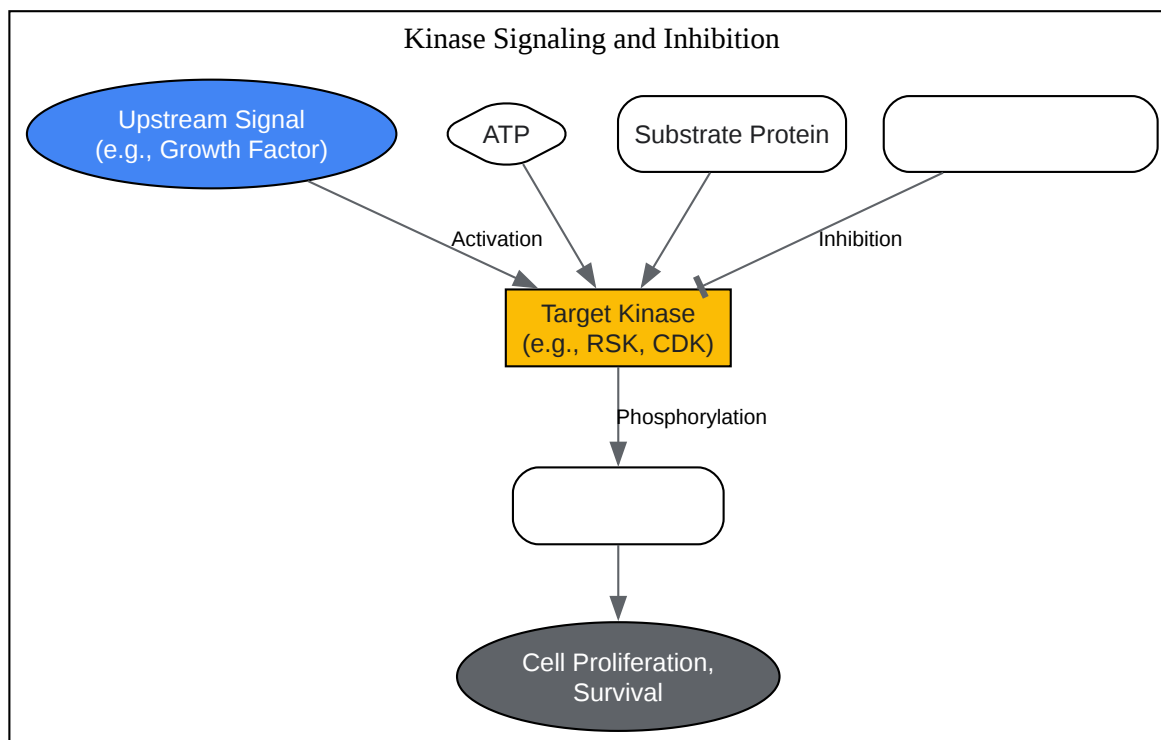 Kinase Signaling and Inhibition
Upstream Signal
(e.g., Growth Factor)
ATP
Substrate Protein
Activation
Inhibition
Target Kinase
(e.g., RSK, CDK)
Phosphorylation
Cell Proliferation,
Survival